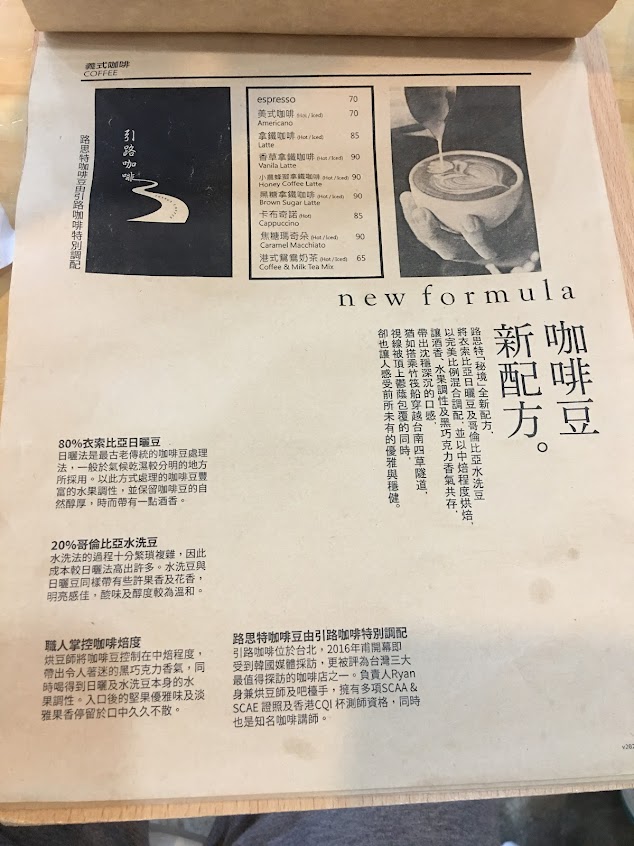 義式咖啡
COFFEE
路思特咖啡豆由引路咖啡特別調配
引路咖啡
espresso 70
美式咖啡 (Hot / Iced) 70
Americano
拿鐵咖啡 (Hot / Iced) 85
Latte
香草拿鐵咖啡 (Hot / Iced) 90
Vanila Latte
小農蜂蜜拿鐵咖啡 (Hot / Iced) 90
Honey Coffee Latte
黑糖拿鐵咖啡 (Hot / Iced) 90
Brown Sugar Latte
卡布奇諾 (Hot) 85
Cappuccino
焦糖瑪奇朵 (Hot / Iced) 90
Caramel Macchiato
港式鴛鴦奶茶 (Hot / Iced) 65
Coffee & Milk Tea Mix
new formula
咖啡豆
新配方。
路思特「秘境」全新配方，
將衣索比亞日曬豆及哥倫比亞水洗豆
以完美比例混合調配，並以中焙程度烘焙，
讓酒香、水果調性及黑巧克力香氣共存，
帶出沈穩深沉的口感，
猶如搭乘竹筏船穿越台南四草隧道，
視線被頂上鬱蔭包覆的同時，
卻也讓人感受前所未有的優雅與穩健。
80%衣索比亞日曬豆
日曬法是最古老傳統的咖啡豆處理
法，一般於氣候乾濕較分明的地方
所採用。以此方式處理的咖啡豆豐
富的水果調性，並保留咖啡豆的自
然醇厚，時而帶有一點酒香。
20%哥倫比亞水洗豆
水洗法的過程十分繁瑣複雜，因此
成本較日曬法高出許多。水洗豆與
日曬豆同樣帶有些許果香及花香，
明亮感佳，酸味及醇度較為溫和。
職人掌控咖啡焙度
烘豆師將咖啡豆控制在中焙程度，
帶出令人著迷的黑巧克力香氣，同
時喝得到日曬及水洗豆本身的水
果調性。入口後的堅果優雅味及淡
雅果香停留於口中久久不散。
路思特咖啡豆由引路咖啡特別調配
引路咖啡位於台北，2016年甫開幕即
受到韓國媒體採訪，更被評為台灣三大
最值得探訪的咖啡店之一。負責人Ryan
身兼烘豆師及吧檯手，擁有多項SCAA &
SCAE 證照及香港CQI 杯測師資格，同時
也是知名咖啡講師。